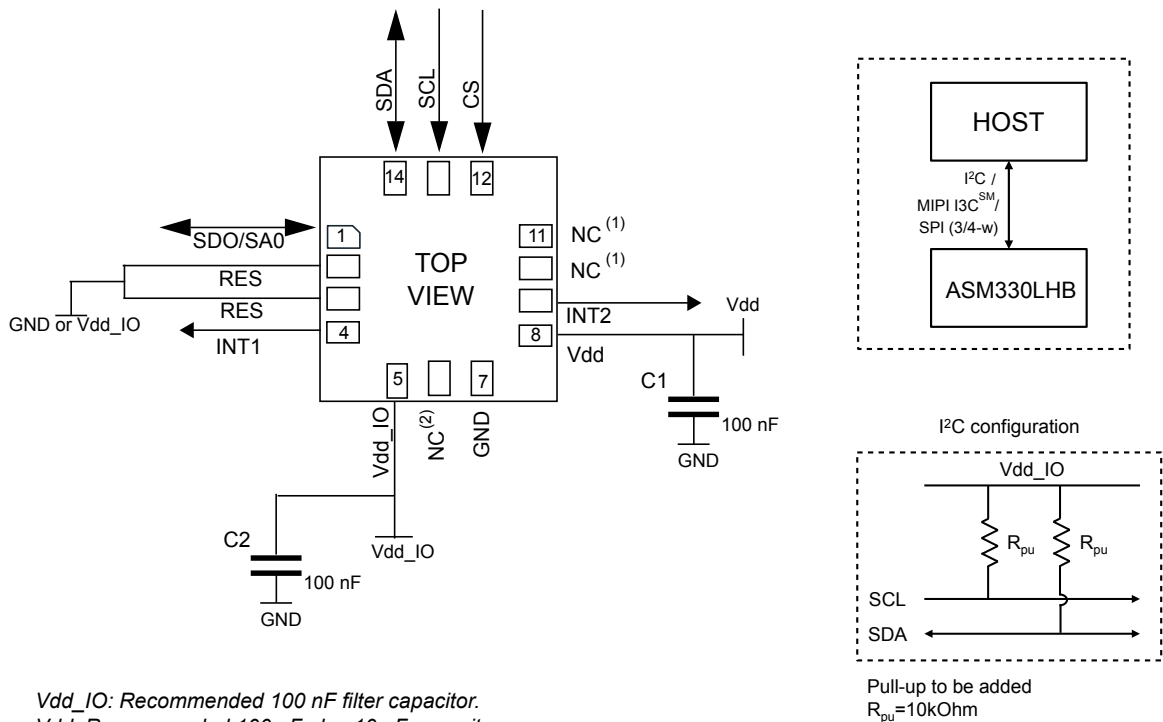 SDA
SCL
CS
14
12
SDO/SA0
1
11
NC (1)
NC (1)
TOP
VIEW
RES
RES
GND or Vdd_IO
INT1
4
INT2
8
Vdd
Vdd
5
7
Vdd_IO
NC(2)
GND
C1
100 nF
GND
C2
100 nF
GND
Vdd_IO
HOST
I2C /
MIPI I3CSM/
SPI (3/4-w)
ASM330LHB
I2C configuration
Vdd_IO
Rpu
Rpu
SCL
SDA
Pull-up to be added
Rpu=10kOhm
Vdd_IO: Recommended 100 nF filter capacitor.